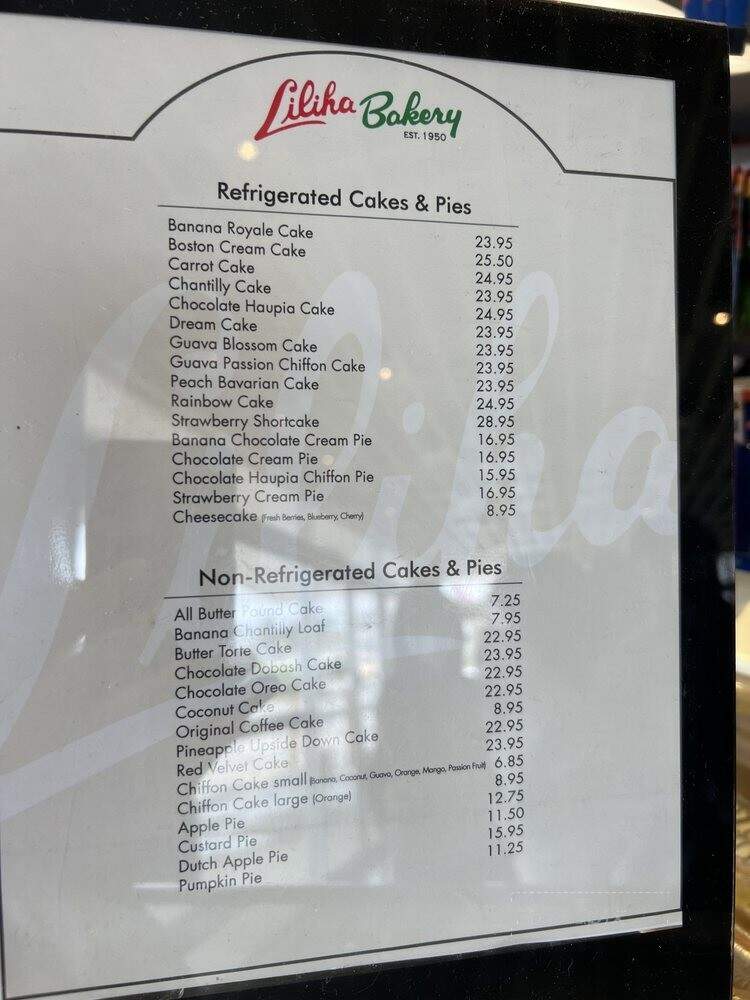 Liliha Bakery
EST. 1950
Refrigerated Cakes & Pies
Banana Royale Cake 23.95
Boston Cream Cake 25.50
Carrot Cake 24.95
Chantilly Cake 23.95
Chocolate Haupia Cake 24.95
Dream Cake 23.95
Guava Blossom Cake 23.95
Guava Passion Chiffon Cake 23.95
Peach Bavarian Cake 23.95
Rainbow Cake 24.95
Strawberry Shortcake 28.95
Banana Chocolate Cream Pie 16.95
Chocolate Cream Pie 16.95
Chocolate Haupia Chiffon Pie 15.95
Strawberry Cream Pie 16.95
Cheesecake (Fresh Berries, Blueberry, Cherry) 8.95
Non-Refrigerated Cakes & Pies
All Butter Pound Cake 7.25
Banana Chantilly Loaf 7.95
Butter Torte Cake 22.95
Chocolate Dobash Cake 23.95
Chocolate Oreo Cake 22.95
Coconut Cake 22.95
Original Coffee Cake 8.95
Pineapple Upside Down Cake 22.95
Red Velvet Cake 23.95
Chiffon Cake small (Banana, Coconut, Guava, Orange, Mango, Passion Fruit) 6.85
Chiffon Cake large (Orange) 8.95
Apple Pie 12.75
Custard Pie 11.50
Dutch Apple Pie 15.95
Pumpkin Pie 11.25